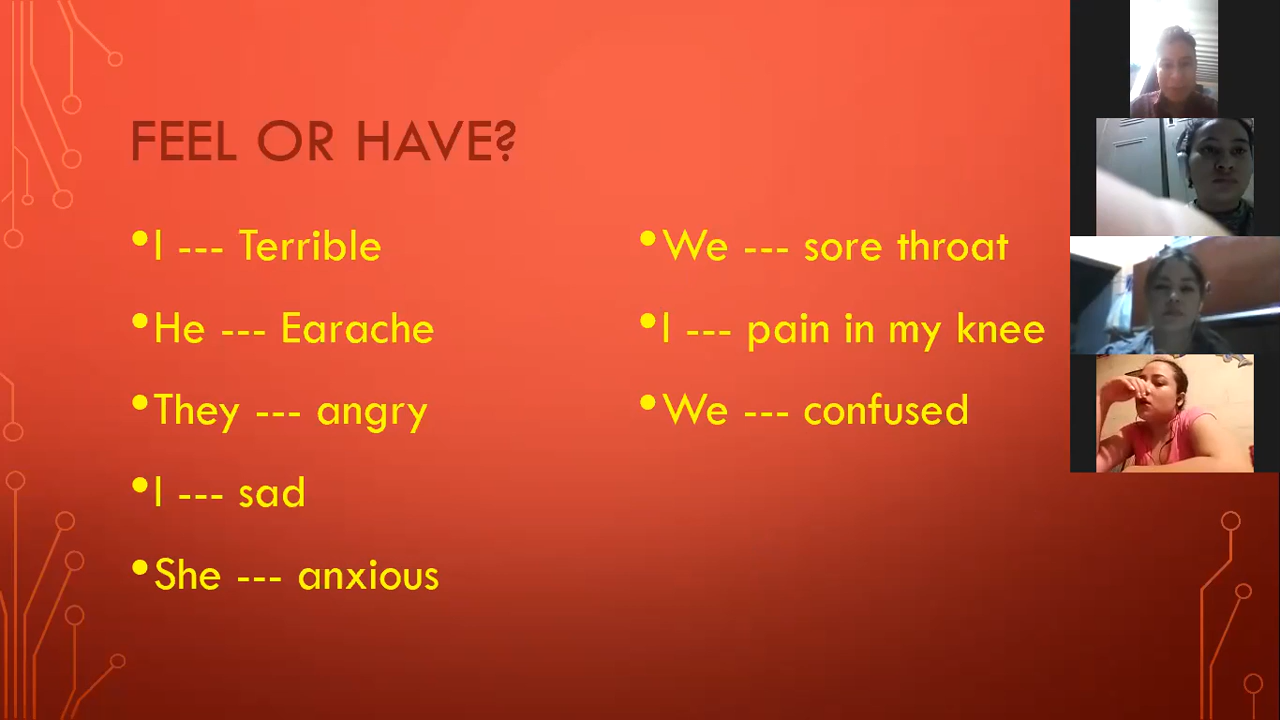 FEEL OR HAVE?
•I --- Terrible
•He --- Earache
•They --- angry
•I --- sad
•She --- anxious
•We --- sore throat
•I --- pain in my knee
•We --- confused